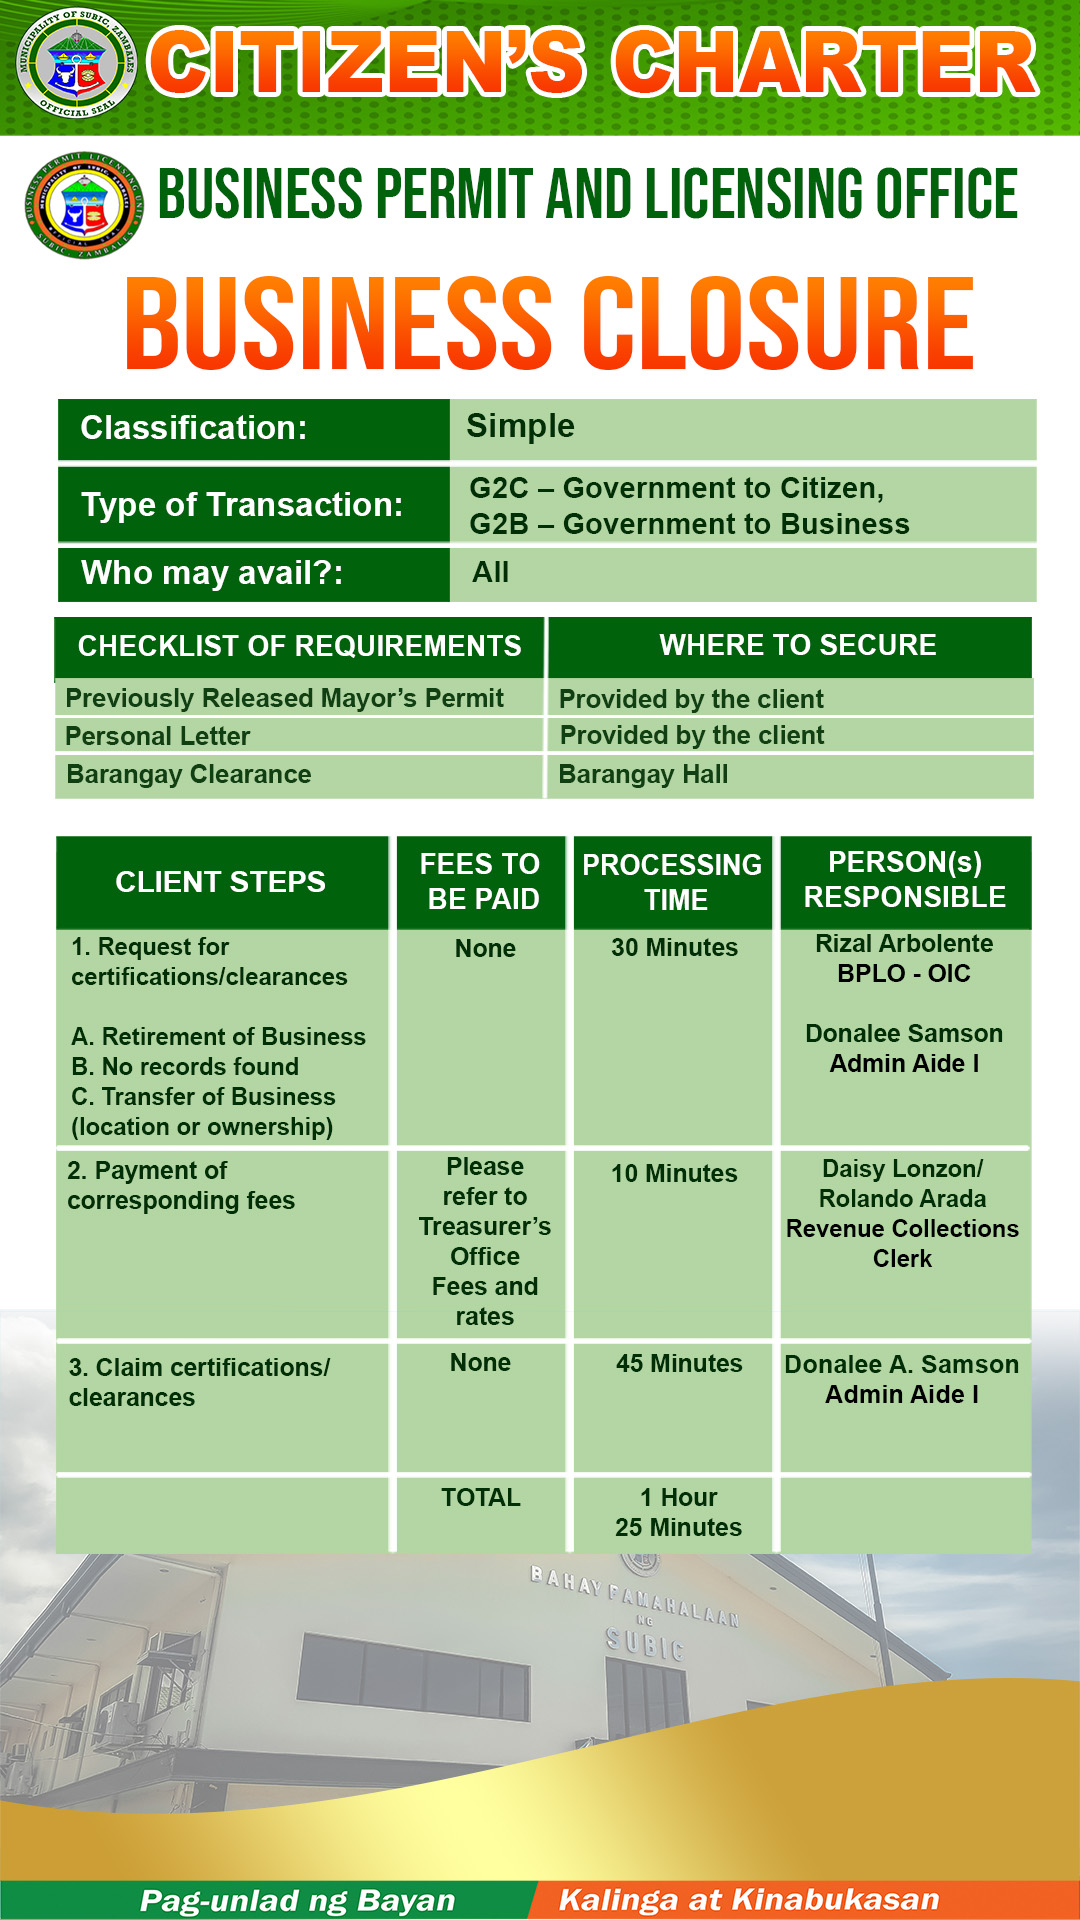 MUNICIPALITY OF SUBIC, ZAMBALES
OFFICIAL SEAL
CITIZEN'S CHARTER
BUSINESS PERMIT AND LICENSING OFFICE
BUSINESS CLOSURE
Classification:
Simple
Type of Transaction:
G2C – Government to Citizen,
G2B – Government to Business
Who may avail?:
All
CHECKLIST OF REQUIREMENTS
WHERE TO SECURE
Previously Released Mayor's Permit
Provided by the client
Personal Letter
Provided by the client
Barangay Clearance
Barangay Hall
CLIENT STEPS
FEES TO
BE PAID
PROCESSING
TIME
PERSON(s)
RESPONSIBLE
1. Request for
certifications/clearances
A. Retirement of Business
B. No records found
C. Transfer of Business
(location or ownership)
None
30 Minutes
Rizal Arbolente
BPLO - OIC
Donalee Samson
Admin Aide I
2. Payment of
corresponding fees
Please
refer to
Treasurer's
Office
Fees and
rates
10 Minutes
Daisy Lonzon/
Rolando Arada
Revenue Collections
Clerk
3. Claim certifications/
clearances
None
45 Minutes
Donalee A. Samson
Admin Aide I
TOTAL
1 Hour
25 Minutes
BAHAY PAMAHALAAN
NG
SUBIC
Pag-unlad ng Bayan
Kalinga at Kinabukasan